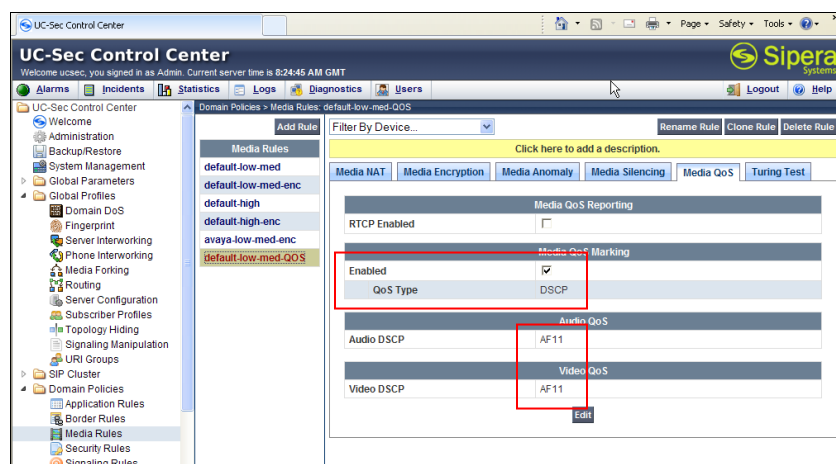 UC-Sec Control Center
Page Safety Tools
UC-Sec Control Center
Welcome ucsec, you signed in as Admin. Current server time is 8:24:45 AM GMT
Sipera
Systems
Alarms Incidents Statistics Logs Diagnostics Users Logout Help
UC-Sec Control Center
Welcome
Administration
Backup/Restore
System Management
Global Parameters
Global Profiles
Domain DoS
Fingerprint
Server Interworking
Phone Interworking
Media Forking
Routing
Server Configuration
Subscriber Profiles
Topology Hiding
Signaling Manipulation
URI Groups
SIP Cluster
Domain Policies
Application Rules
Border Rules
Media Rules
Security Rules
Signaling Rules
Domain Policies > Media Rules: default-low-med-QOS
Add Rule
Media Rules
default-low-med
default-low-med-enc
default-high
default-high-enc
avaya-low-med-enc
default-low-med-QOS
Filter By Device...
Rename Rule Clone Rule Delete Rule
Click here to add a description.
Media NAT Media Encryption Media Anomaly Media Silencing Media QoS Turing Test
Media QoS Reporting
RTCP Enabled
Media QoS Marking
Enabled
QoS Type DSCP
Audio QoS
Audio DSCP AF11
Video QoS
Video DSCP AF11
Edit